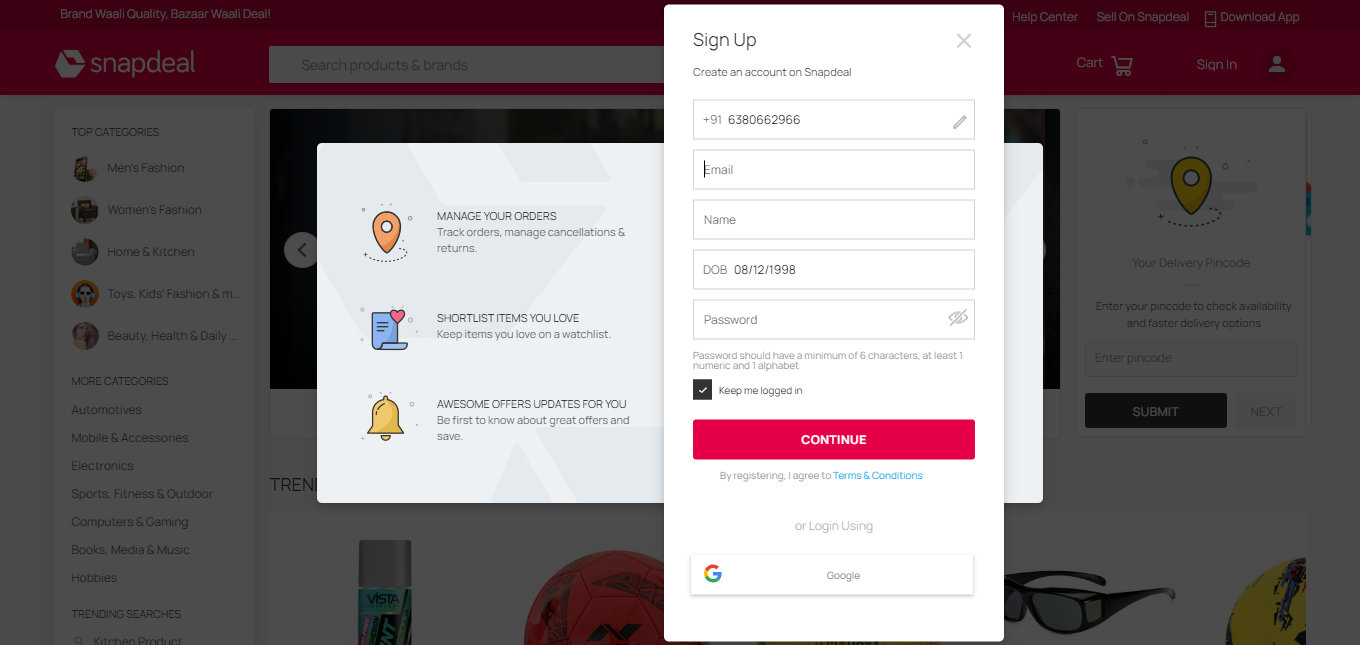 Brand Waali Quality, Bazaar Waali Deal!
Help Center
Sell On Snapdeal
Download App
snapdeal
Search products & brands
Cart
Sign In
TOP CATEGORIES
Men's Fashion
Women's Fashion
Home & Kitchen
Toys, Kids' Fashion & m...
Beauty, Health & Daily ...
MORE CATEGORIES
Automotives
Mobile & Accessories
Electronics
Sports, Fitness & Outdoor
Computers & Gaming
Books, Media & Music
Hobbies
TRENDING SEARCHES
Kitchen Product
MANAGE YOUR ORDERS
Track orders, manage cancellations &
returns.
SHORTLIST ITEMS YOU LOVE
Keep items you love on a watchlist.
AWESOME OFFERS UPDATES FOR YOU
Be first to know about great offers and
save.
VISTA
Sign Up
Create an account on Snapdeal
+91 6380662966
Email
Name
DOB 08/12/1998
Password
Password should have a minimum of 6 characters, at least 1
numeric and 1 alphabet
Keep me logged in
CONTINUE
By registering, I agree to Terms & Conditions
or Login Using
Google
Your Delivery Pincode
Enter your pincode to check availability
and faster delivery options
Enter pincode
SUBMIT
NEXT